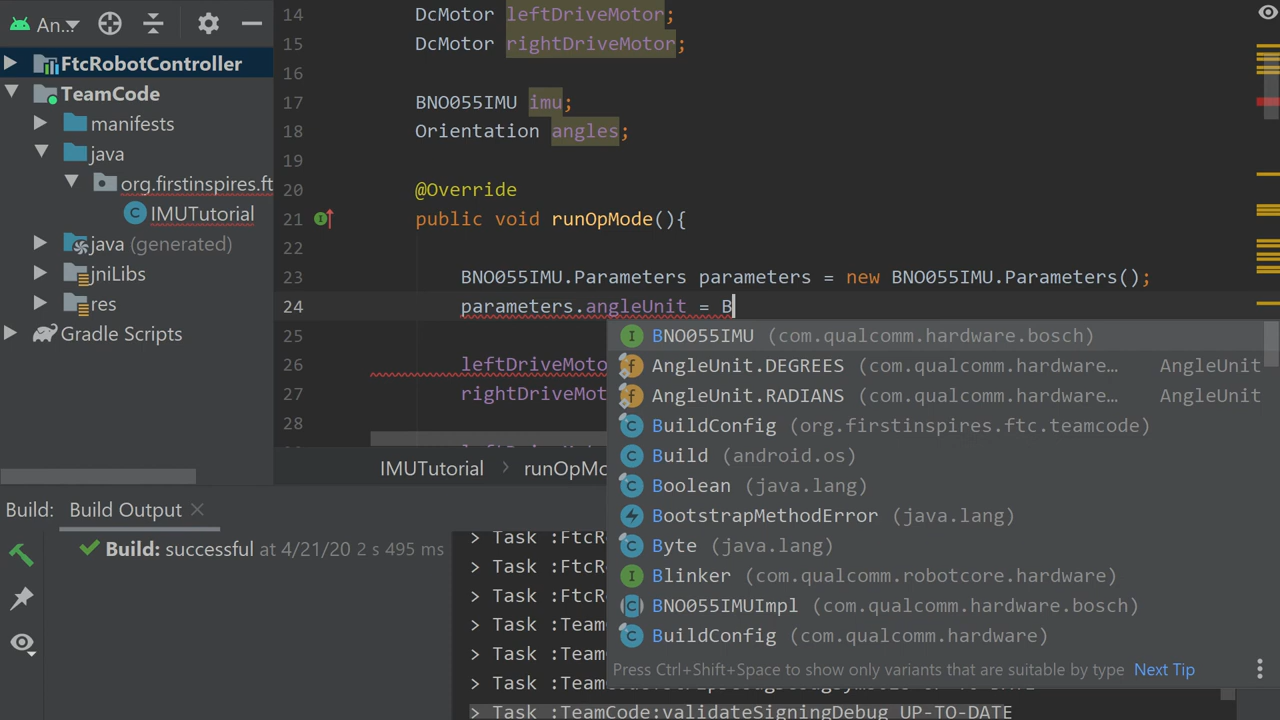 An...
FtcRobotController
TeamCode
manifests
java
org.firstinspires.ft
IMUTutorial
java (generated)
jniLibs
res
Gradle Scripts
14 DcMotor leftDriveMotor;
15 DcMotor rightDriveMotor;
16
17 BNO055IMU imu;
18 Orientation angles;
19
20 @Override
21 public void runOpMode(){
22
23 BNO055IMU.Parameters parameters = new BNO055IMU.Parameters();
24 parameters.angleUnit = B
25
26 leftDriveMoto
27 rightDriveMot
28
BNO055IMU (com.qualcomm.hardware.bosch)
AngleUnit.DEGREES (com.qualcomm.hardware... AngleUnit
AngleUnit.RADIANS (com.qualcomm.hardware... AngleUnit
BuildConfig (org.firstinspires.ftc.teamcode)
Build (android.os)
Boolean (java.lang)
BootstrapMethodError (java.lang)
Byte (java.lang)
Blinker (com.qualcomm.robotcore.hardware)
BNO055IMUImpl (com.qualcomm.hardware.bosch)
BuildConfig (com.qualcomm.hardware)
Press Ctrl+Shift+Space to show only variants that are suitable by type Next Tip
IMUTutorial > runOpMo
Build: Build Output ×
Build: successful at 4/21/20 2 s 495 ms
> Task :FtcRo
> Task :FtcRo
> Task :FtcRo
> Task :TeamC
> Task :TeamC
> Task :TeamC
> Task :TeamCode:validateSigningDebug UP-TO-DATE